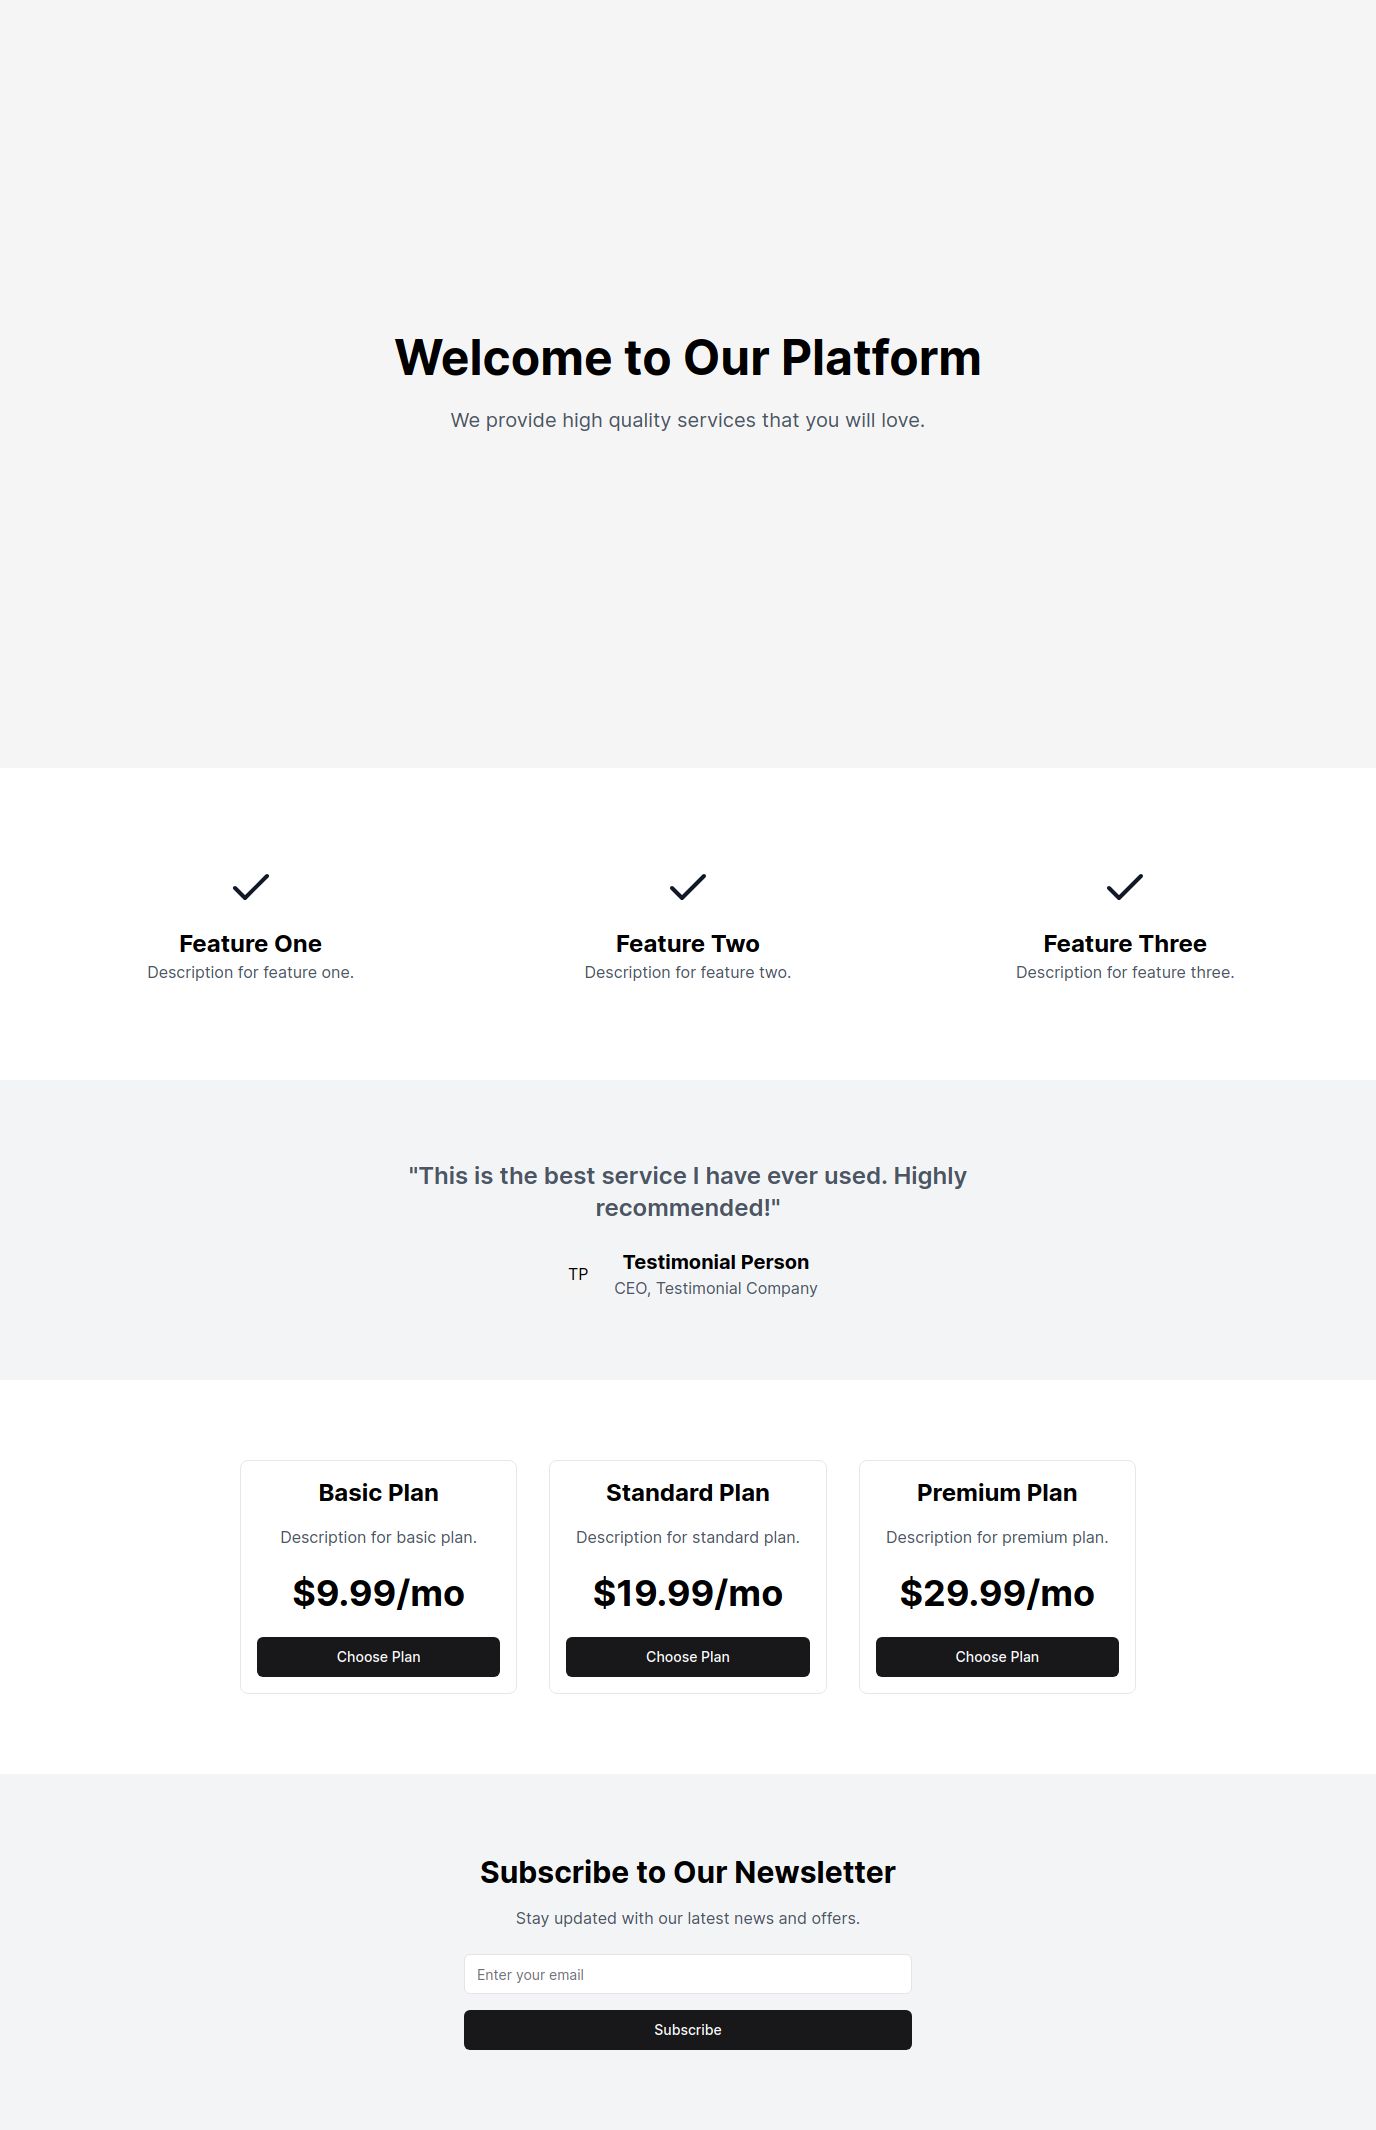 Welcome to Our Platform
We provide high quality services that you will love.
Feature One
Description for feature one.
Feature Two
Description for feature two.
Feature Three
Description for feature three.
"This is the best service I have ever used. Highly
recommended!"
TP
Testimonial Person
CEO, Testimonial Company
Basic Plan
Description for basic plan.
$9.99/mo
Choose Plan
Standard Plan
Description for standard plan.
$19.99/mo
Choose Plan
Premium Plan
Description for premium plan.
$29.99/mo
Choose Plan
Subscribe to Our Newsletter
Stay updated with our latest news and offers.
Enter your email
Subscribe